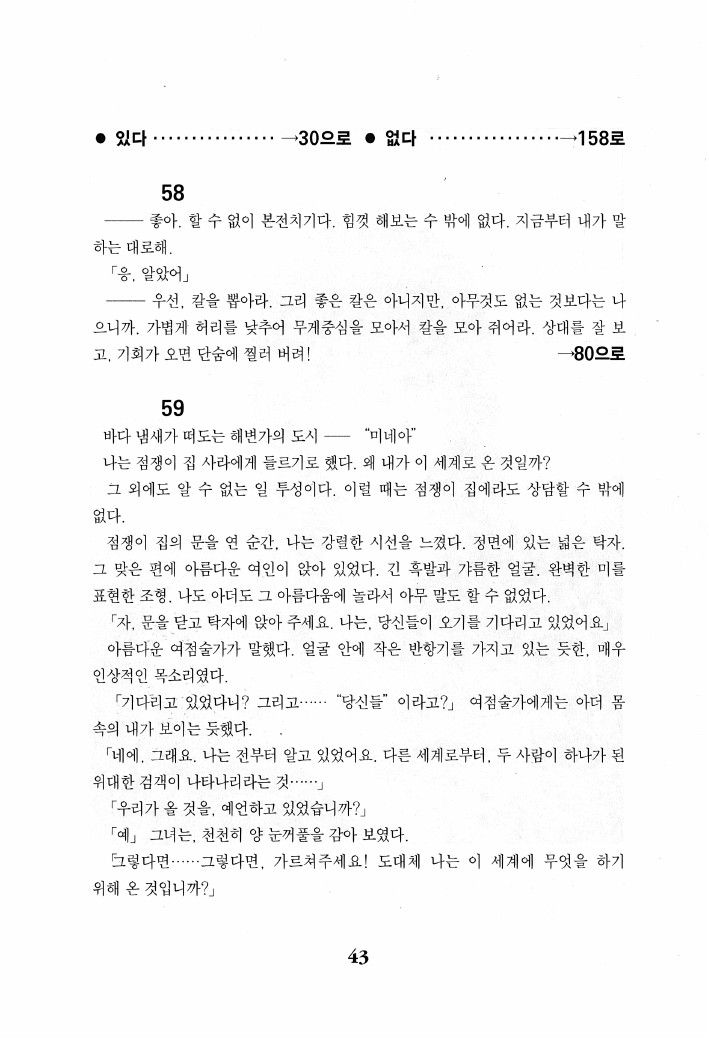 ● 있다 ················ →30으로 ● 없다 ·················→158로
58
―― 좋아. 할 수 없이 본전치기다. 힘껏 해보는 수 밖에 없다. 지금부터 내가 말
하는 대로해.
「응, 알았어」
―― 우선, 칼을 뽑아라. 그리 좋은 칼은 아니지만, 아무것도 없는 것보다는 나
으니까. 가볍게 허리를 낮추어 무게중심을 모아서 칼을 모아 쥐어라. 상대를 잘 보
고, 기회가 오면 단숨에 찔러 버려! →80으로
59
바다 냄새가 떠도는 해변가의 도시 ―― “미네아”
나는 점쟁이 집 사라에게 들르기로 했다. 왜 내가 이 세계로 온 것일까?
그 외에도 알 수 없는 일 투성이다. 이럴 때는 점쟁이 집에라도 상담할 수 밖에
없다.
점쟁이 집의 문을 연 순간, 나는 강렬한 시선을 느꼈다. 정면에 있는 넓은 탁자.
그 맞은 편에 아름다운 여인이 앉아 있었다. 긴 흑발과 갸름한 얼굴. 완벽한 미를
표현한 조형. 나도 아더도 그 아름다움에 놀라서 아무 말도 할 수 없었다.
「자, 문을 닫고 탁자에 앉아 주세요. 나는, 당신들이 오기를 기다리고 있었어요」
아름다운 여점술가가 말했다. 얼굴 안에 작은 반항기를 가지고 있는 듯한, 매우
인상적인 목소리였다.
「기다리고 있었다니? 그리고…… “당신들” 이라고?」 여점술가에게는 아더 몸
속의 내가 보이는 듯했다.
「네에, 그래요. 나는 전부터 알고 있었어요. 다른 세계로부터, 두 사람이 하나가 된
위대한 검객이 나타나리라는 것……」
「우리가 올 것을, 예언하고 있었습니까?」
「예」 그녀는, 천천히 양 눈꺼풀을 감아 보였다.
「그렇다면……그렇다면, 가르쳐주세요! 도대체 나는 이 세계에 무엇을 하기
위해 온 것입니까?」
43